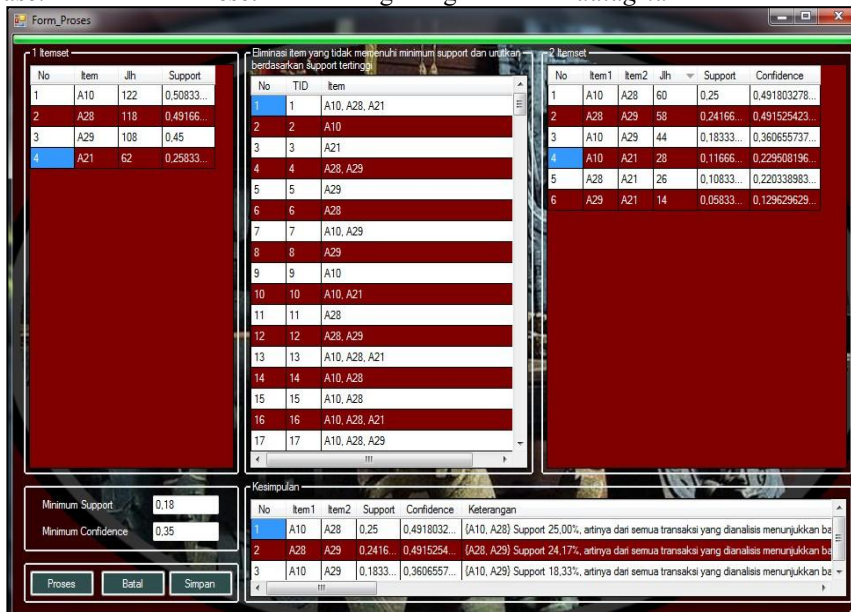 Form_Proses
1 Itemset
No Item Jlh Support
1 A10 122 0,50833...
2 A28 118 0,49166...
3 A29 108 0,45
4 A21 62 0,25833...
Eliminasi item yang tidak memenuhi minimum support dan urutkan
berdasarkan support tertinggi
No TID Item
1 1 A10, A28, A21
2 2 A10
3 3 A21
4 4 A28, A29
5 5 A29
6 6 A28
7 7 A10, A29
8 8 A29
9 9 A10
10 10 A10, A21
11 11 A28
12 12 A28, A29
13 13 A10, A28, A21
14 14 A10, A28
15 15 A10, A28
16 16 A10, A28, A21
17 17 A10, A28, A29
2 Itemset
No Item1 Item2 Jlh Support Confidence
1 A10 A28 60 0,25 0,491803278...
2 A28 A29 58 0,24166... 0,491525423...
3 A10 A29 44 0,18333... 0,360655737...
4 A10 A21 28 0,11666... 0,229508196...
5 A28 A21 26 0,10833... 0,220338983...
6 A29 A21 14 0,05833... 0,129629629...
Minimum Support 0,18
Minimum Confidence 0,35
Proses Batal Simpan
Kesimpulan
No Item1 Item2 Support Confidence Keterangan
1 A10 A28 0,25 0,4918032... {A10, A28} Support 25,00%, artinya dari semua transaksi yang dianalisis menunjukkan ba
2 A28 A29 0,2416... 0,4915254... {A28, A29} Support 24,17%, artinya dari semua transaksi yang dianalisis menunjukkan ba
3 A10 A29 0,1833... 0,3606557... {A10, A29} Support 18,33%, artinya dari semua transaksi yang dianalisis menunjukkan ba